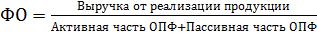 ФО = Выручка от реализации продукции
Активная часть ОПФ+Пассивная часть ОПФ